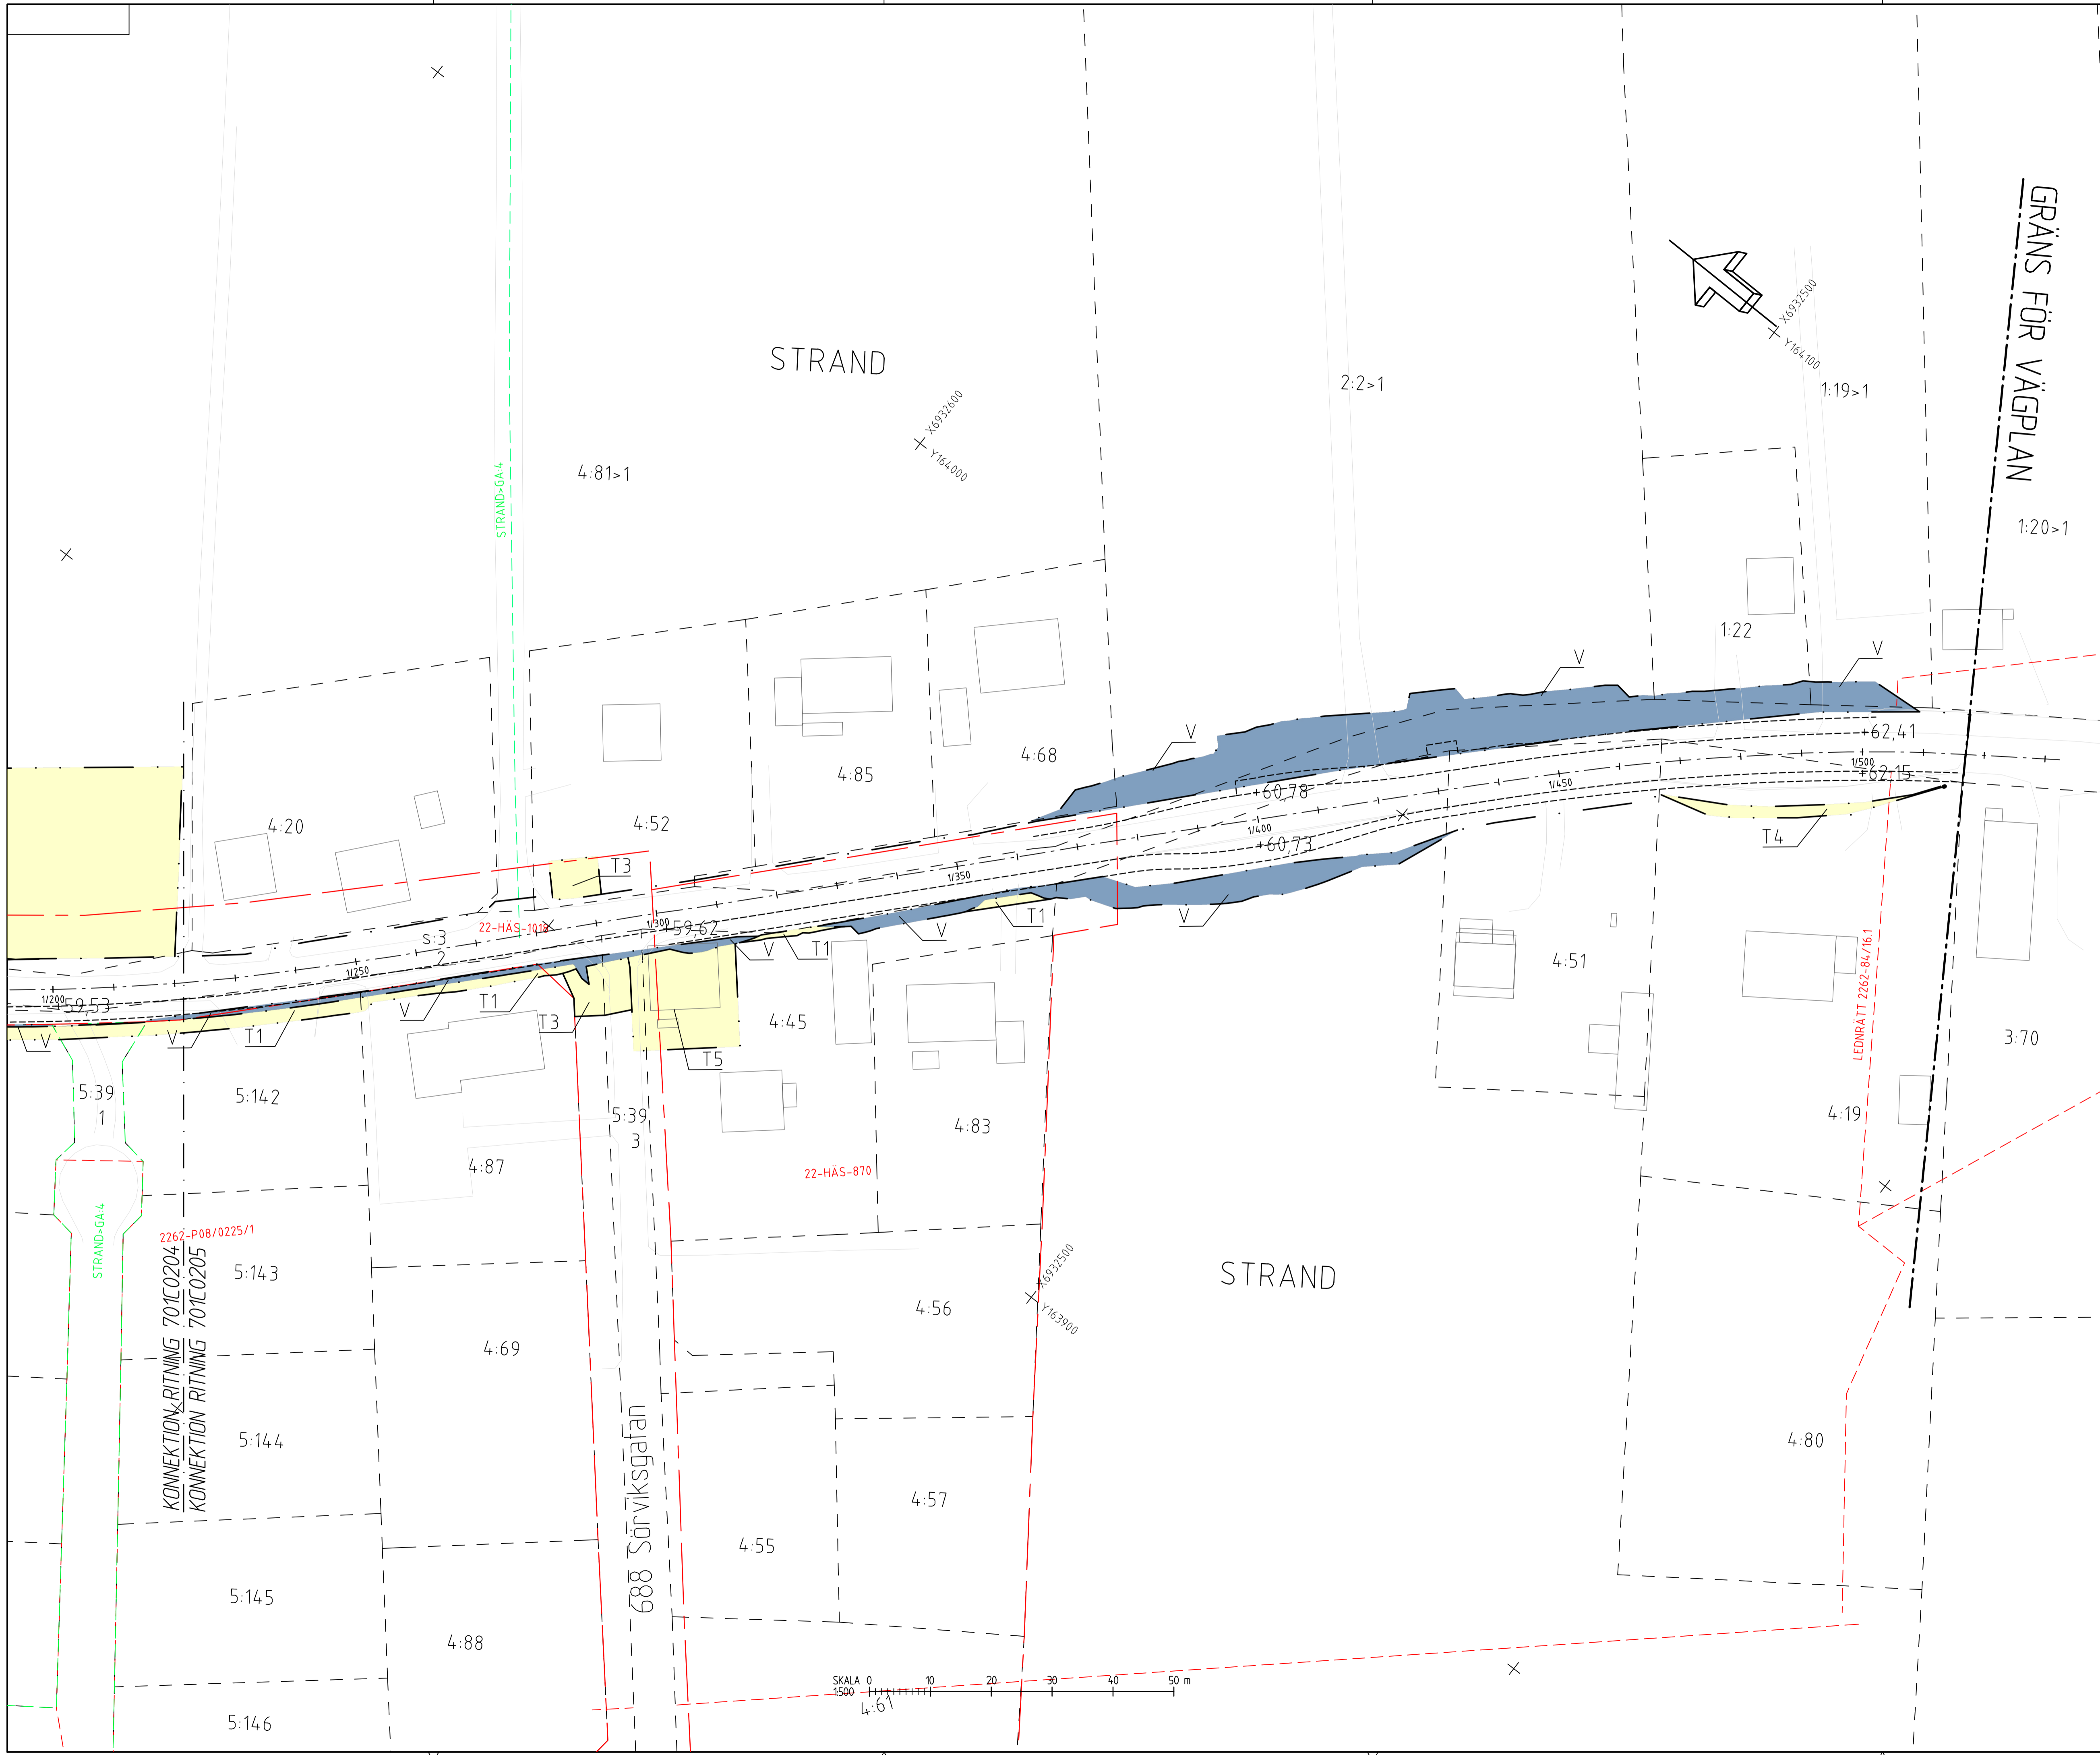 GRÄNS FÖR VÄGPLAN
X6932500
Y164100
STRAND
2:2>1
1:19>1
X6932600
Y164000
4:81>1
STRAND>GA:4
1:20>1
1:22
V
V
V
4:68
4:85
4:52
4:20
+62,41
1/500
+62,15
1/450
+60,78
1/400
+60,73
T4
T3
1/350
T1
V
V
22-HÄS-1018
1/300
+59,62
V
T1
s:3
2
1/250
1/200
+59,53
V
V
T1
V
T1
T3
T5
4:45
4:51
LEDNRÄTT 2262-84/16.1
3:70
5:39
1
5:142
5:39
3
4:83
4:19
4:87
22-HÄS-870
STRAND>GA:4
2262-P08/0225/1
KONNEKTION RITNING 701C0204
KONNEKTION RITNING 701C0205
5:143
X6932500
Y163900
STRAND
4:56
4:69
5:144
688 Sörviksgatan
4:80
4:57
4:55
5:145
4:88
SKALA 0 10 20 30 40 50 m
1:500
4:61
5:146